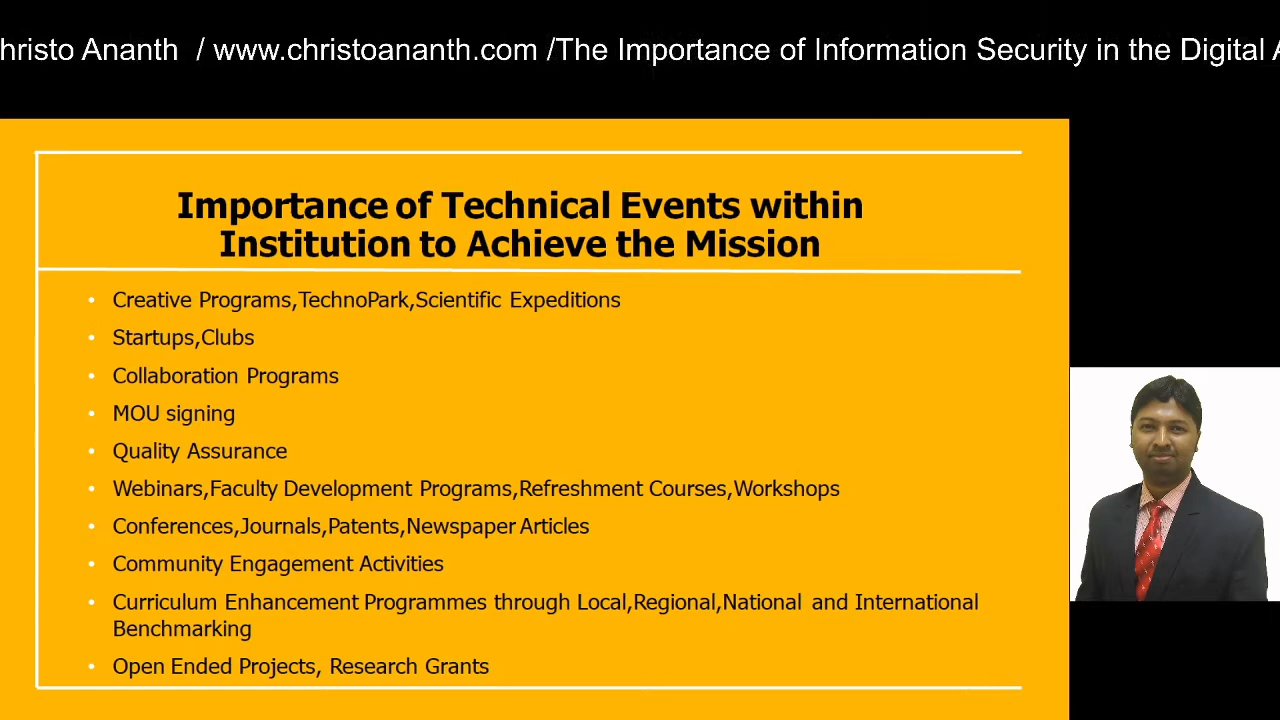 hristo Ananth / www.christoananth.com /The Importance of Information Security in the Digital A
Importance of Technical Events within
Institution to Achieve the Mission
• Creative Programs,TechnoPark,Scientific Expeditions
• Startups,Clubs
• Collaboration Programs
• MOU signing
• Quality Assurance
• Webinars,Faculty Development Programs,Refreshment Courses,Workshops
• Conferences,Journals,Patents,Newspaper Articles
• Community Engagement Activities
• Curriculum Enhancement Programmes through Local,Regional,National and International
Benchmarking
• Open Ended Projects, Research Grants